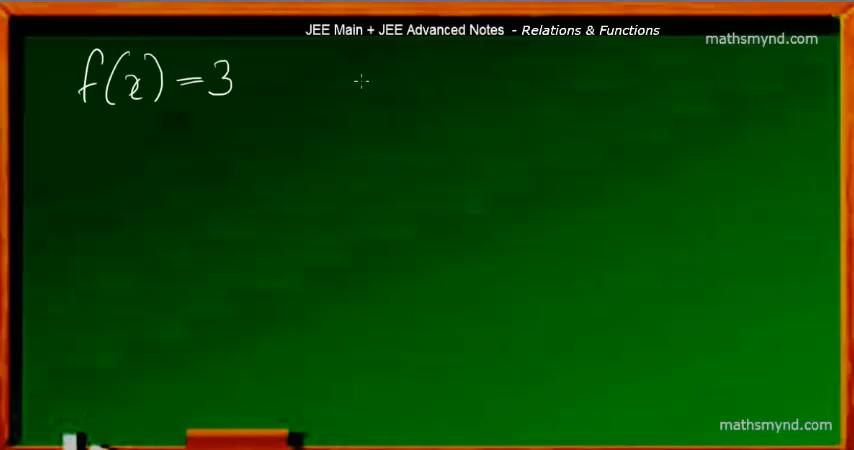 JEE Main + JEE Advanced Notes - Relations & Functions
mathsmynd.com
f(x) = 3
mathsmynd.com